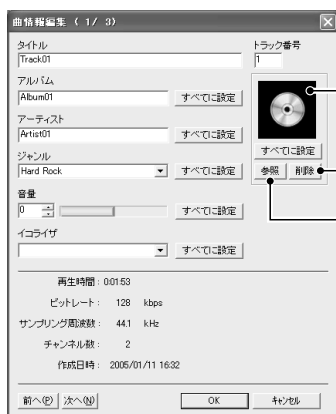 曲情報編集 ( 1/ 3)
タイトル
Track01
トラック番号
1
アルバム
Album01
すべてに設定
アーティスト
Artist01
すべてに設定
すべてに設定
参照 削除
ジャンル
Hard Rock
すべてに設定
音量
0
すべてに設定
イコライザ
すべてに設定
再生時間: 0:01:53
ビットレート: 128 kbps
サンプリング周波数: 44.1 kHz
チャンネル数: 2
作成日時: 2005/01/11 16:32
前へ(P) 次へ(N) OK キャンセル